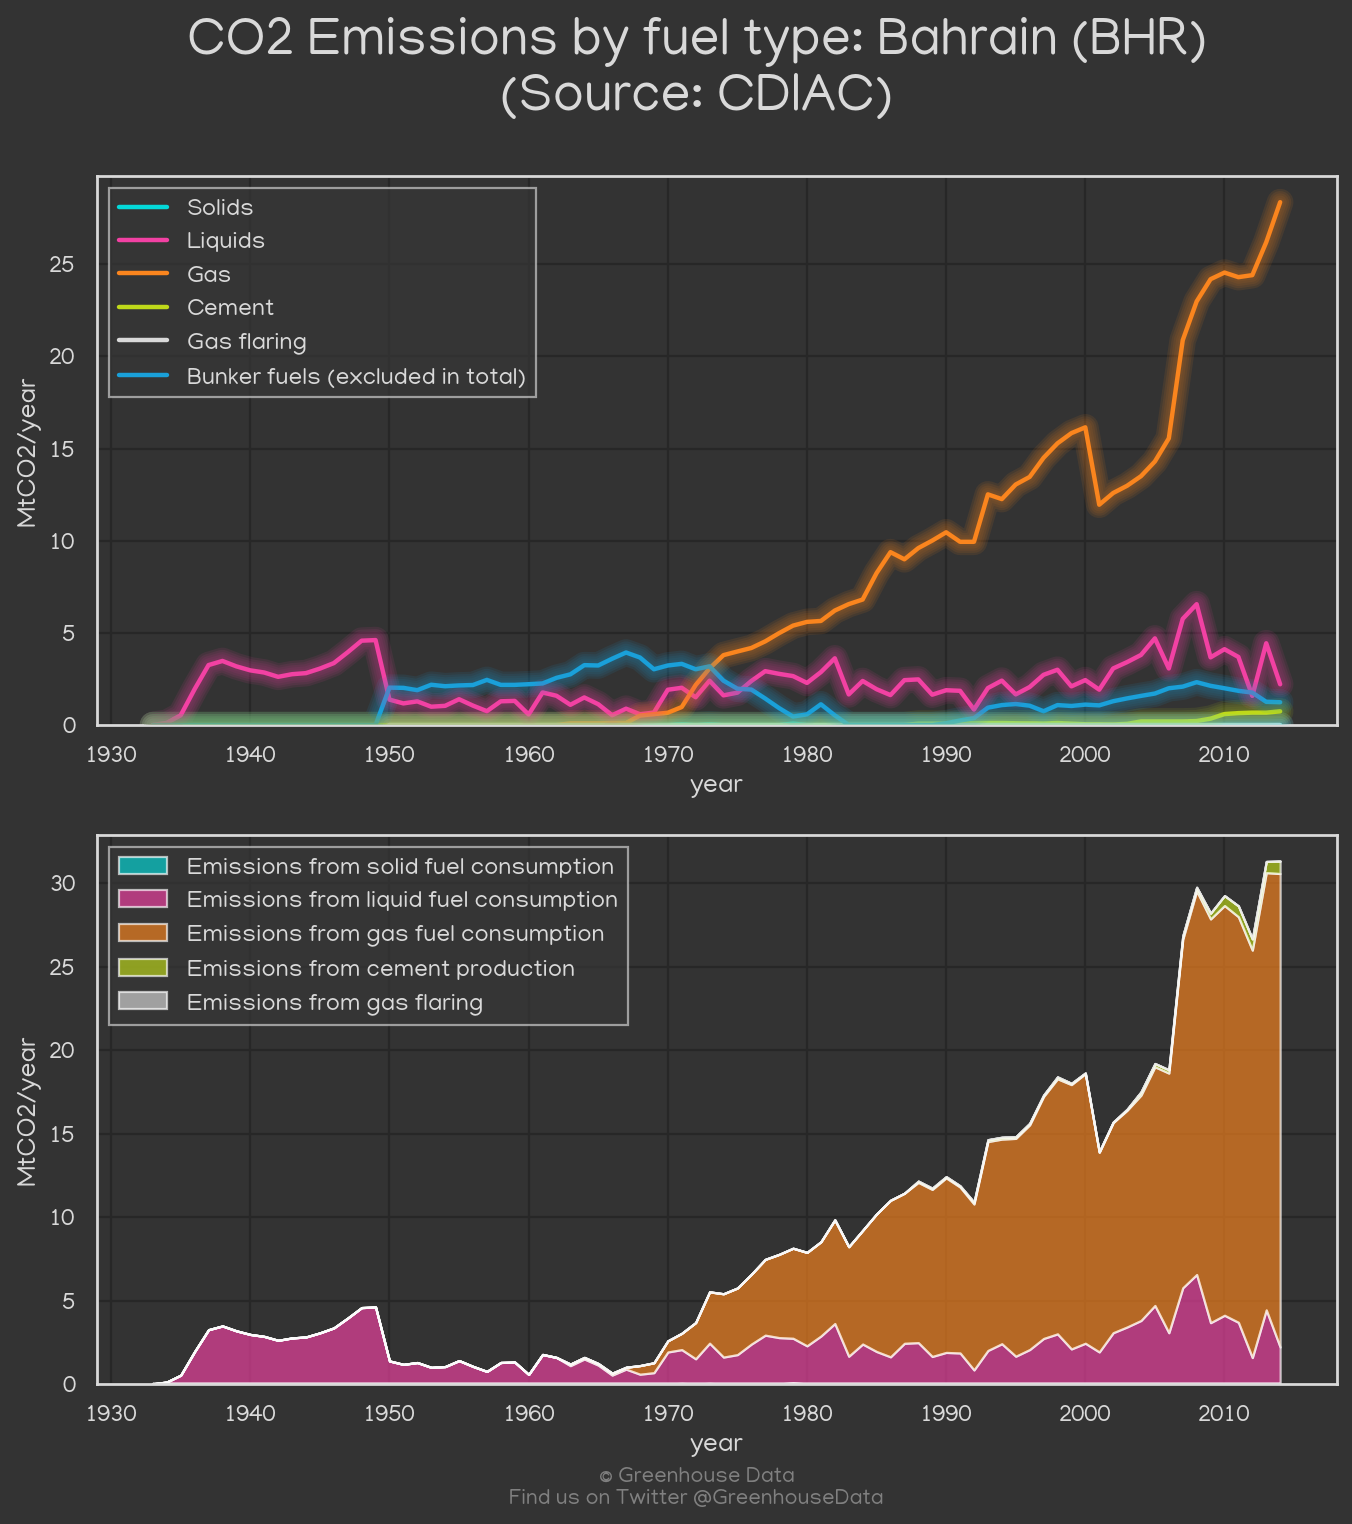 CO2 Emissions by fuel type: Bahrain (BHR)
(Source: CDIAC)
Solids
Liquids
Gas
Cement
Gas flaring
Bunker fuels (excluded in total)
MtCO2/year
25
20
15
10
5
0
1930 1940 1950 1960 1970 1980 1990 2000 2010
year
Emissions from solid fuel consumption
Emissions from liquid fuel consumption
Emissions from gas fuel consumption
Emissions from cement production
Emissions from gas flaring
MtCO2/year
30
25
20
15
10
5
0
1930 1940 1950 1960 1970 1980 1990 2000 2010
year
© Greenhouse Data
Find us on Twitter @GreenhouseData